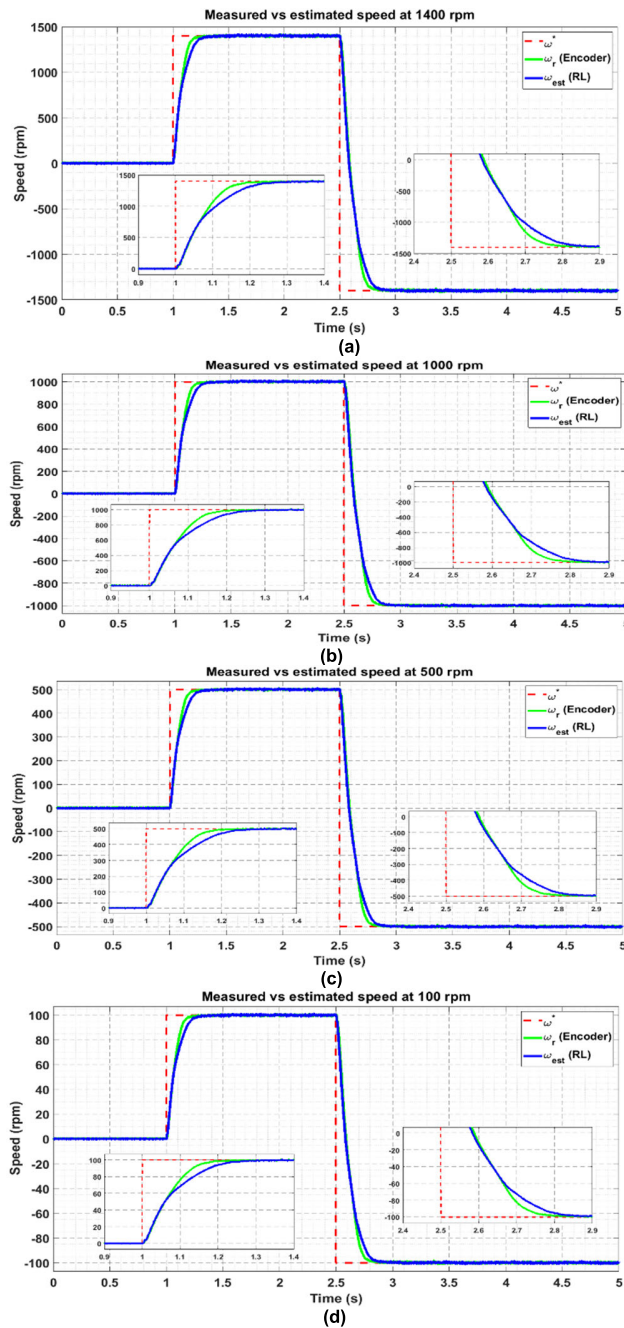 Measured vs estimated speed at 1400 rpm
1500
1000
500
0
-500
-1000
-1500
Speed (rpm)
ω*
ω_r (Encoder)
ω_est (RL)
1500
1000
500
0
0.9 1 1.1 1.2 1.3 1.4
0
-500
-1000
-1500
2.4 2.5 2.6 2.7 2.8 2.9
0 0.5 1 1.5 2 2.5 3 3.5 4 4.5 5
Time (s)
(a)
Measured vs estimated speed at 1000 rpm
1000
800
600
400
200
0
-200
-400
-600
-800
-1000
Speed (rpm)
ω*
ω_r (Encoder)
ω_est (RL)
1000
800
600
400
200
0
0.9 1 1.1 1.2 1.3 1.4
0
-200
-400
-600
-800
-1000
2.4 2.5 2.6 2.7 2.8 2.9
0 0.5 1 1.5 2 2.5 3 3.5 4 4.5 5
Time (s)
(b)
Measured vs estimated speed at 500 rpm
500
400
300
200
100
0
-100
-200
-300
-400
-500
Speed (rpm)
ω*
ω_r (Encoder)
ω_est (RL)
500
400
300
200
100
0
0.9 1 1.1 1.2 1.3 1.4
0
-100
-200
-300
-400
-500
2.4 2.5 2.6 2.7 2.8 2.9
0 0.5 1 1.5 2 2.5 3 3.5 4 4.5 5
Time (s)
(c)
Measured vs estimated speed at 100 rpm
100
80
60
40
20
0
-20
-40
-60
-80
-100
Speed (rpm)
ω*
ω_r (Encoder)
ω_est (RL)
100
80
60
40
20
0
0.9 1 1.1 1.2 1.3 1.4
0
-20
-40
-60
-80
-100
2.4 2.5 2.6 2.7 2.8 2.9
0 0.5 1 1.5 2 2.5 3 3.5 4 4.5 5
Time (s)
(d)